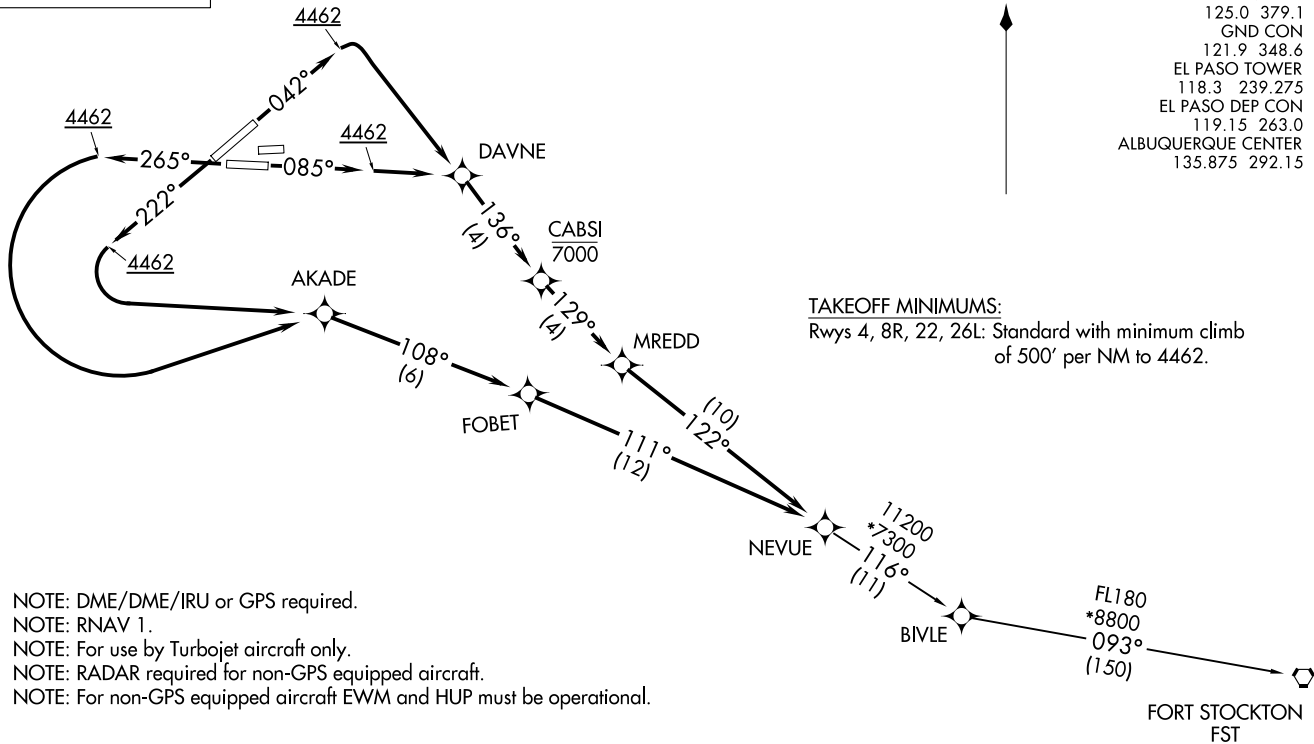 125.0 379.1
GND CON
121.9 348.6
EL PASO TOWER
118.3 239.275
EL PASO DEP CON
119.15 263.0
ALBUQUERQUE CENTER
135.875 292.15
4462
042°
4462
265°
4462
085°
DAVNE
222°
4462
136°
(4)
CABSI
7000
AKADE
129°
(4)
MREDD
108°
(6)
FOBET
(10)
122°
111°
(12)
TAKEOFF MINIMUMS:
Rwys 4, 8R, 22, 26L: Standard with minimum climb
of 500' per NM to 4462.
NEVUE
11200
*7300
116°
(11)
BIVLE
FL180
*8800
093°
(150)
FORT STOCKTON
FST
NOTE: DME/DME/IRU or GPS required.
NOTE: RNAV 1.
NOTE: For use by Turbojet aircraft only.
NOTE: RADAR required for non-GPS equipped aircraft.
NOTE: For non-GPS equipped aircraft EWM and HUP must be operational.